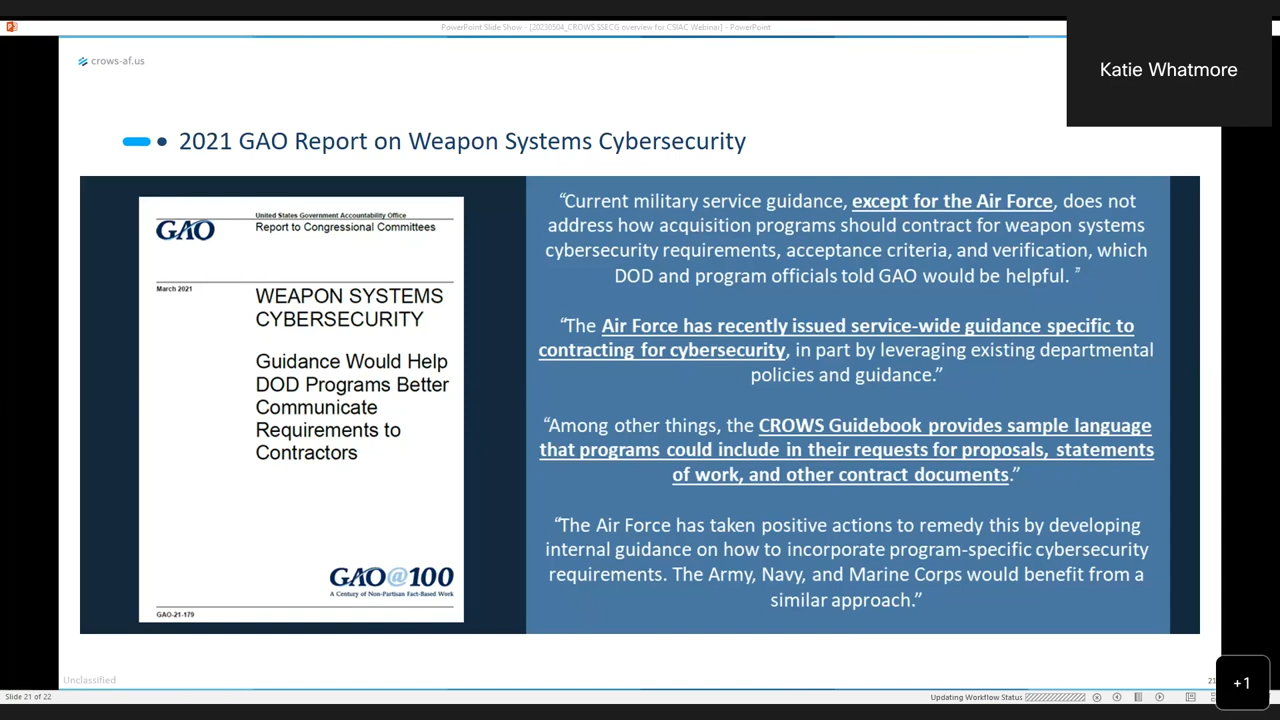 PowerPoint Slide Show - [20230504_CROWS SSECG overview for CSIAC Webinar] - PowerPoint
Katie Whatmore
crows-af.us
• 2021 GAO Report on Weapon Systems Cybersecurity
GAO
United States Government Accountability Office
Report to Congressional Committees
March 2021
WEAPON SYSTEMS
CYBERSECURITY
Guidance Would Help
DOD Programs Better
Communicate
Requirements to
Contractors
GAO@100
A Century of Non-Partisan Fact-Based Work
GAO-21-179
“Current military service guidance, except for the Air Force, does not
address how acquisition programs should contract for weapon systems
cybersecurity requirements, acceptance criteria, and verification, which
DOD and program officials told GAO would be helpful. ”
“The Air Force has recently issued service-wide guidance specific to
contracting for cybersecurity, in part by leveraging existing departmental
policies and guidance.”
“Among other things, the CROWS Guidebook provides sample language
that programs could include in their requests for proposals, statements
of work, and other contract documents.”
“The Air Force has taken positive actions to remedy this by developing
internal guidance on how to incorporate program-specific cybersecurity
requirements. The Army, Navy, and Marine Corps would benefit from a
similar approach.”
Unclassified
21
+1
Slide 21 of 22
Updating Workflow Status